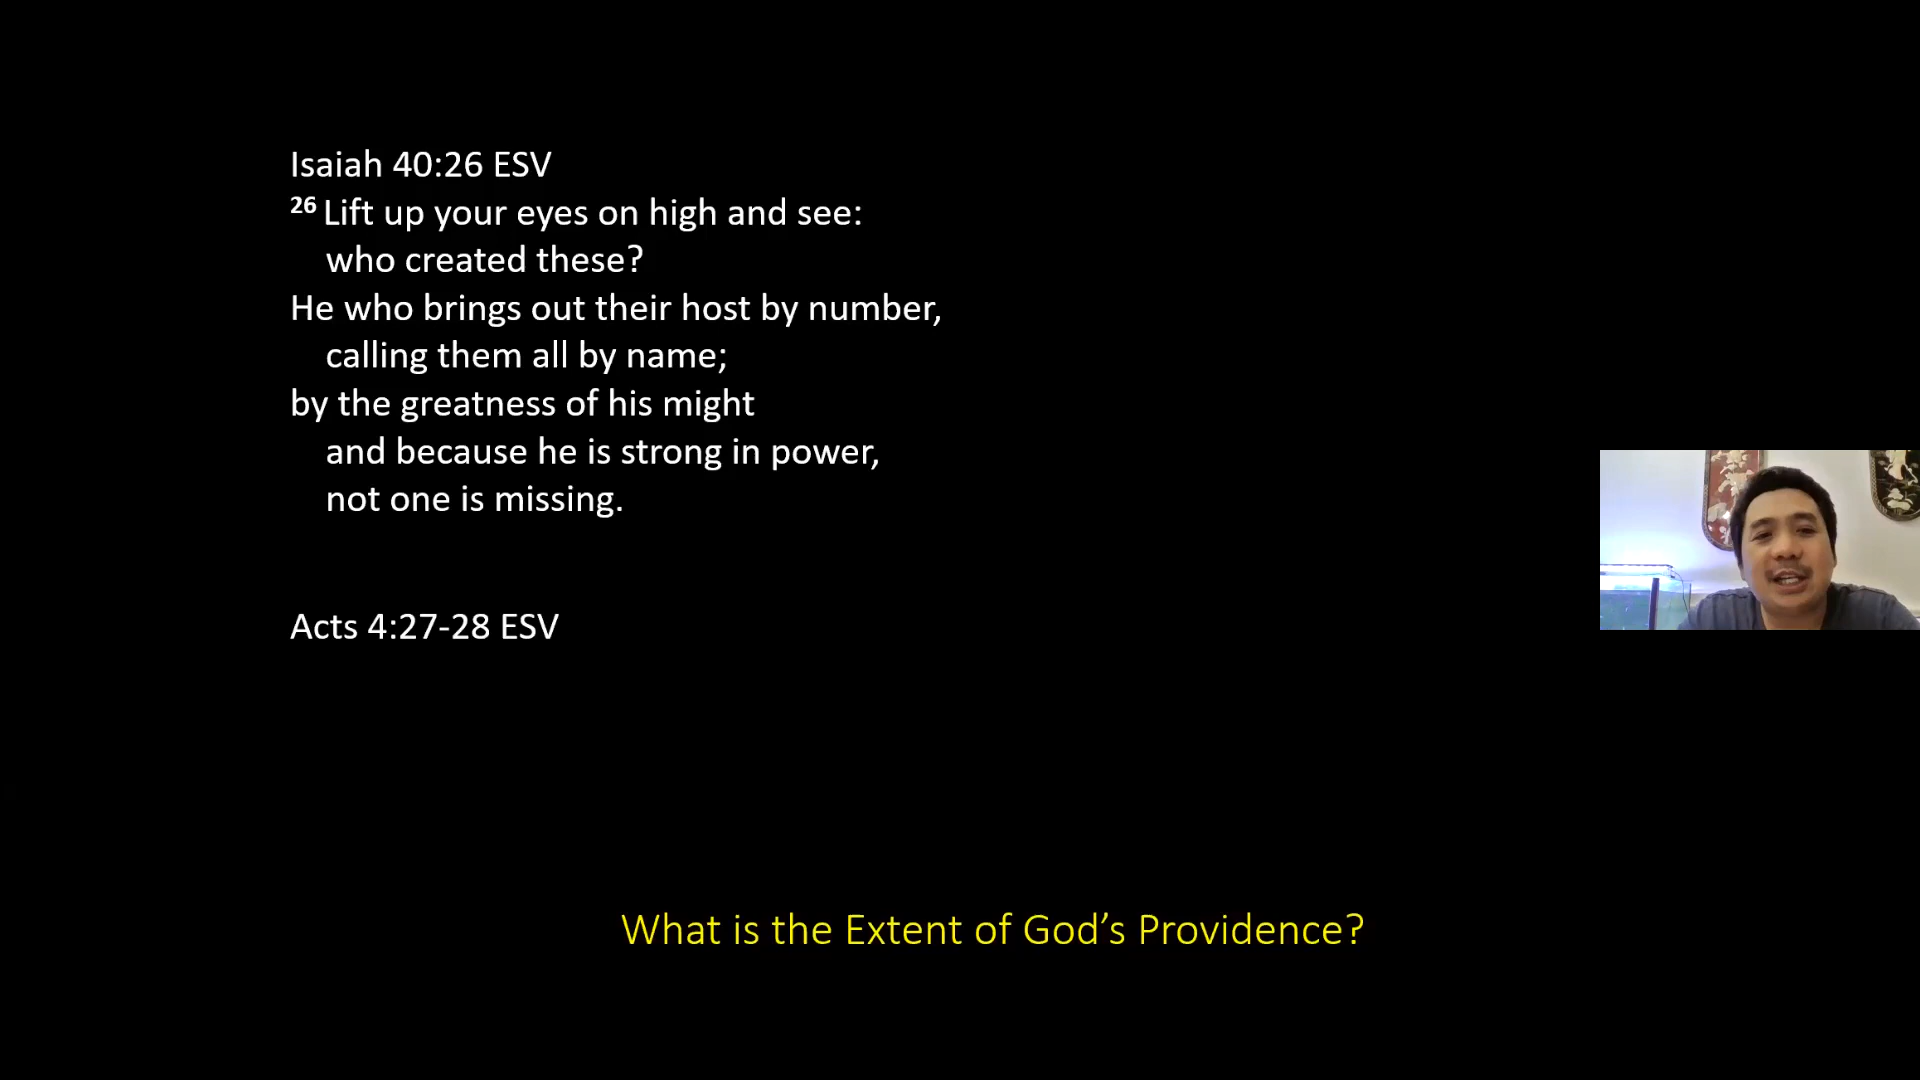 Isaiah 40:26 ESV
26 Lift up your eyes on high and see:
who created these?
He who brings out their host by number,
calling them all by name;
by the greatness of his might
and because he is strong in power,
not one is missing.
Acts 4:27-28 ESV
What is the Extent of God’s Providence?